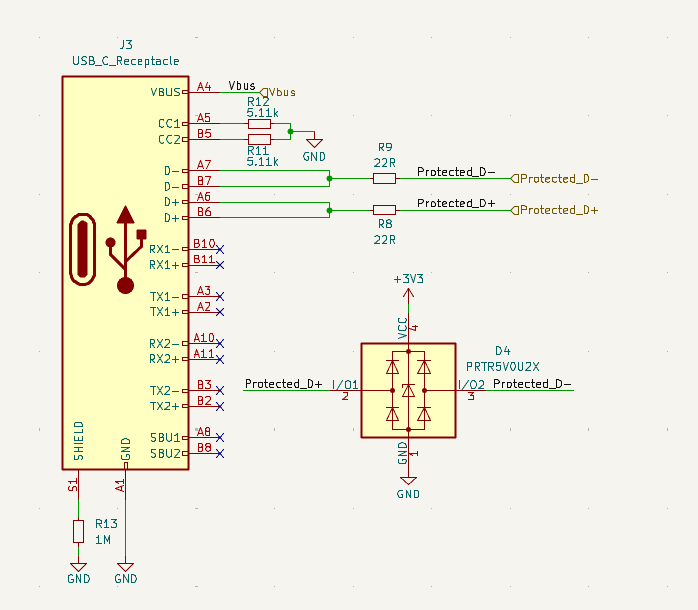 J3
USB_C_Receptacle
VBUS A4 Vbus Vbus
R12
5.11k
CC1 A5
CC2 B5
GND
R11
5.11k
D- A7
D- B7
R9
22R
Protected_D- Protected_D-
D+ A6
D+ B6
Protected_D+ Protected_D+
R8
22R
RX1- B10
RX1+ B11
TX1- A3
TX1+ A2
RX2- A10
RX2+ A11
TX2- B3
TX2+ B2
SBU1 A8
SBU2 B8
SHIELD
GND
S1
A1
R13
1M
GND
GND
+3V3
VCC
4
D4
PRTR5V0U2X
Protected_D+ I/O1
2
I/O2 Protected_D-
3
GND
1
GND